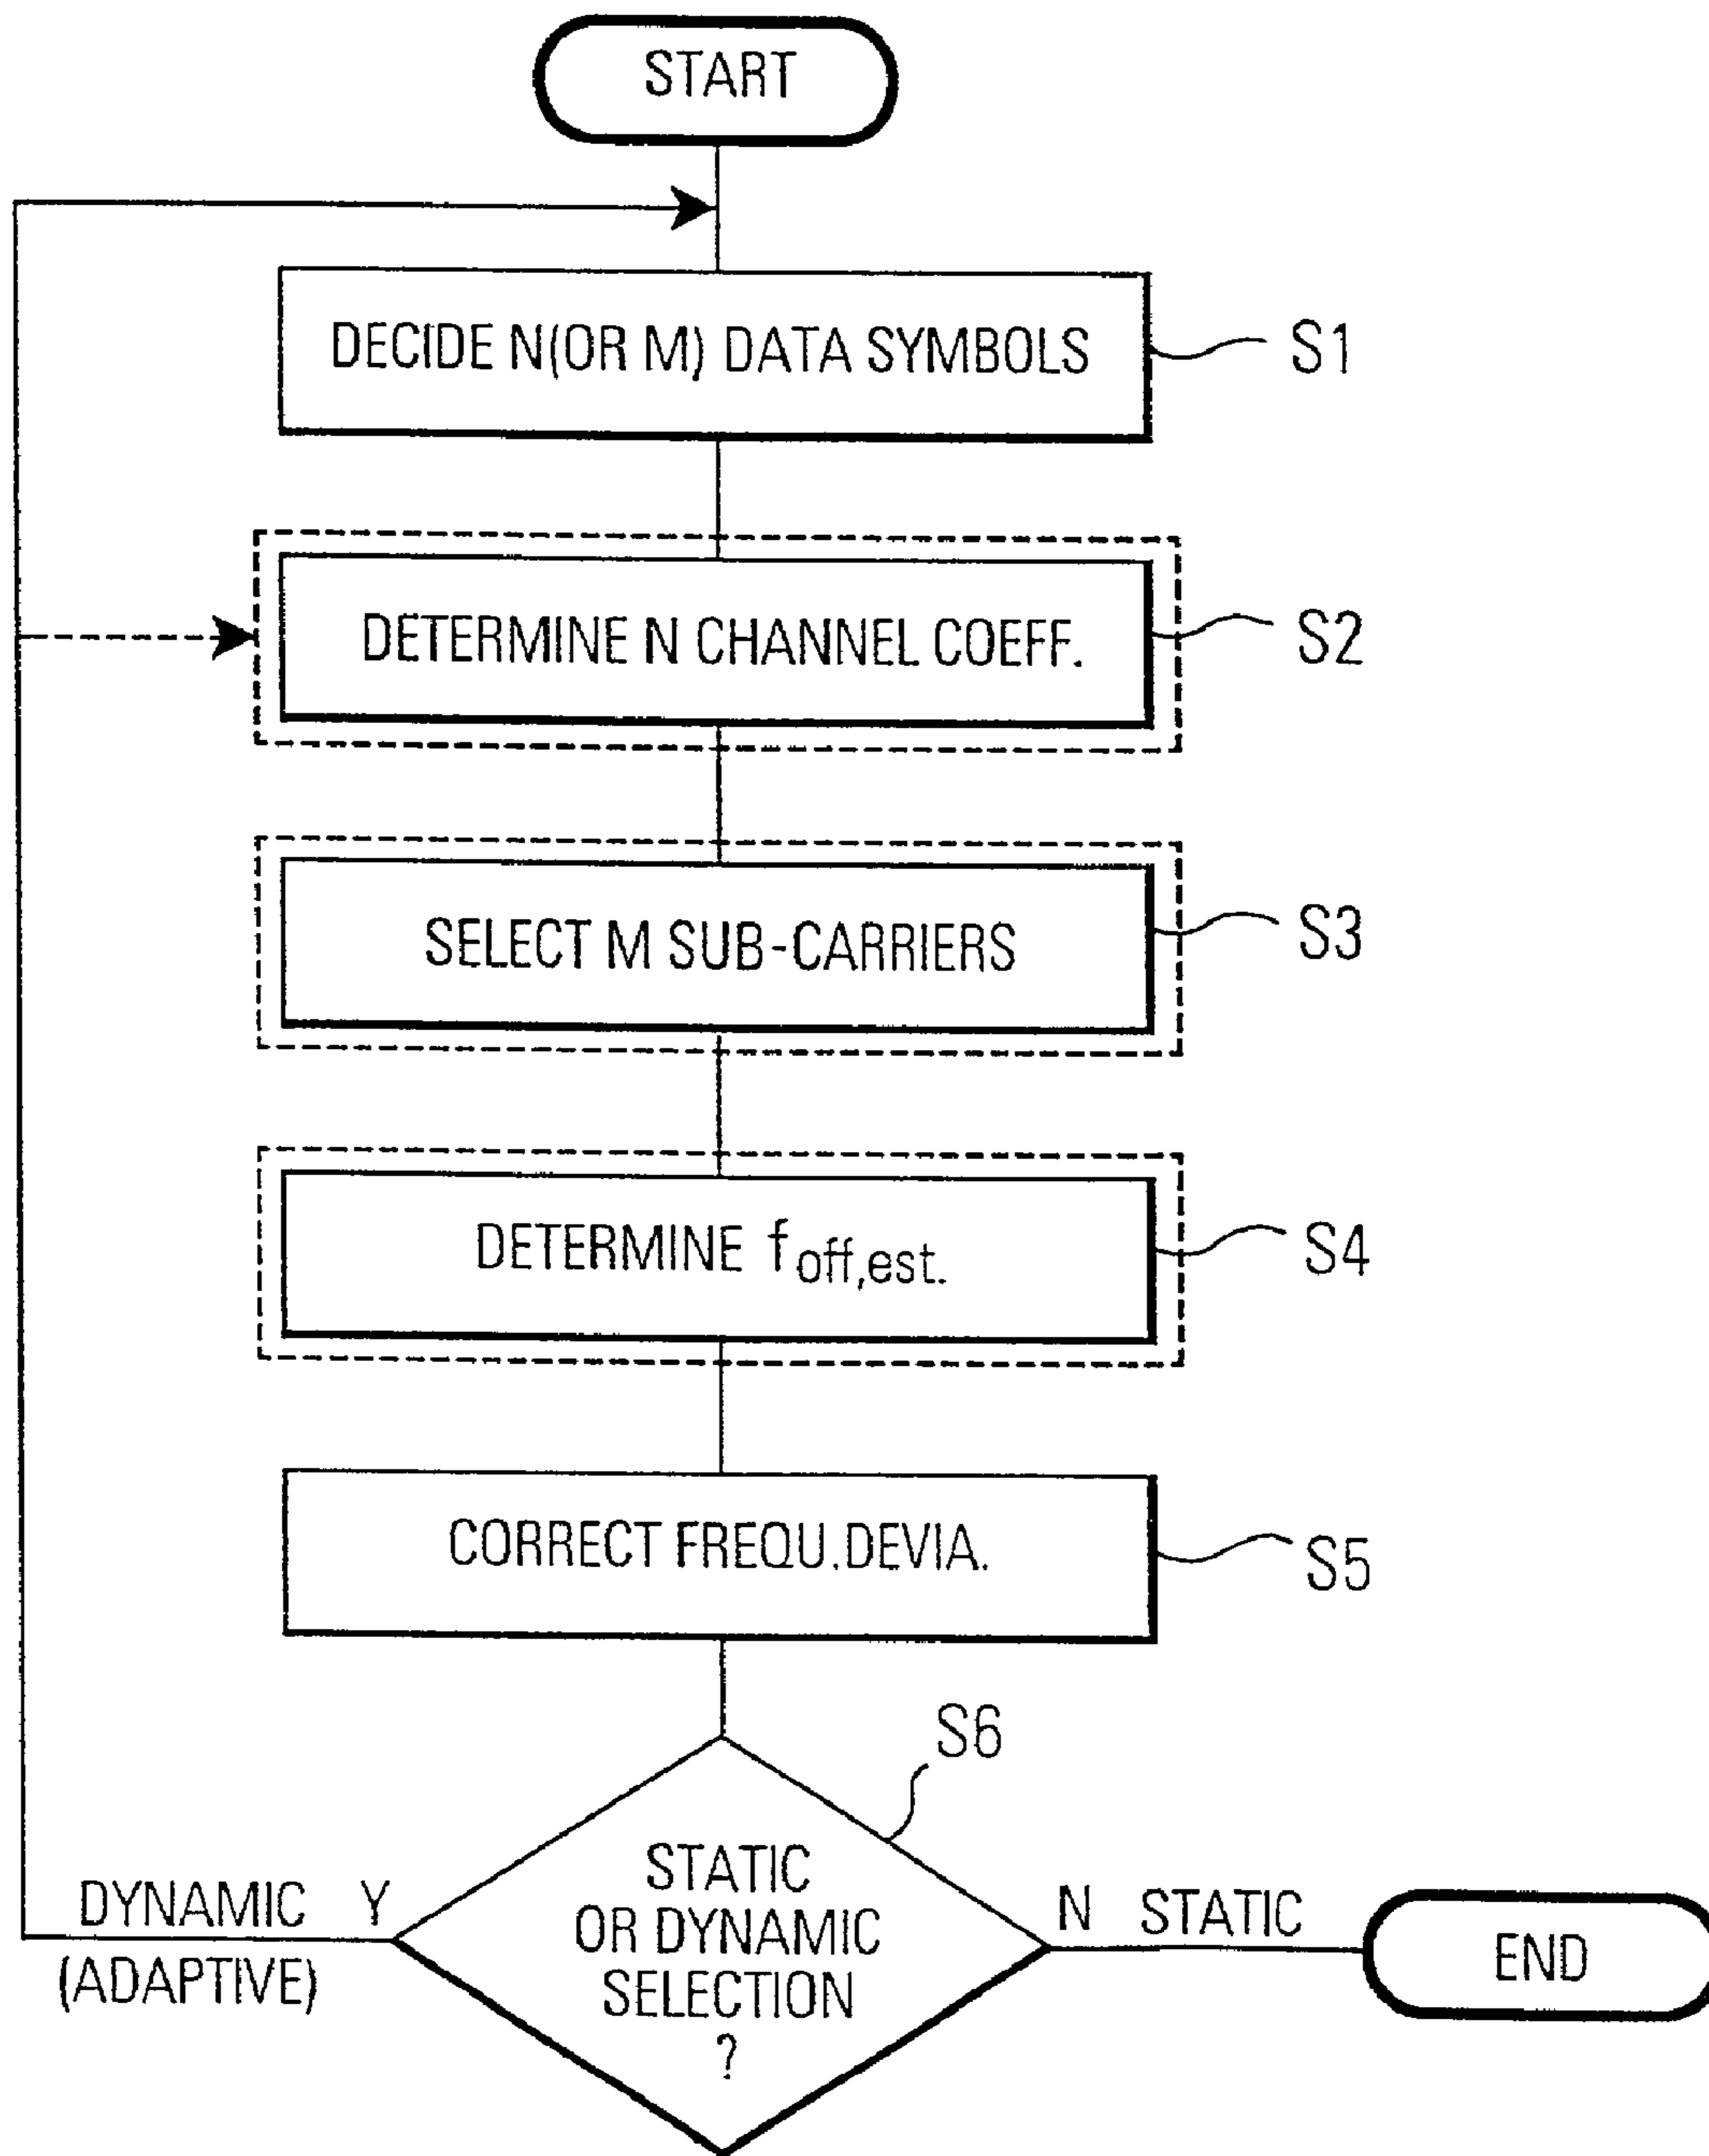 START
DECIDE N(OR M) DATA SYMBOLS
S1
DETERMINE N CHANNEL COEFF.
S2
SELECT M SUB-CARRIERS
S3
DETERMINE foff,est.
S4
CORRECT FREQU.DEVIA.
S5
S6
STATIC
OR DYNAMIC
SELECTION
?
DYNAMIC Y
(ADAPTIVE)
N STATIC
END